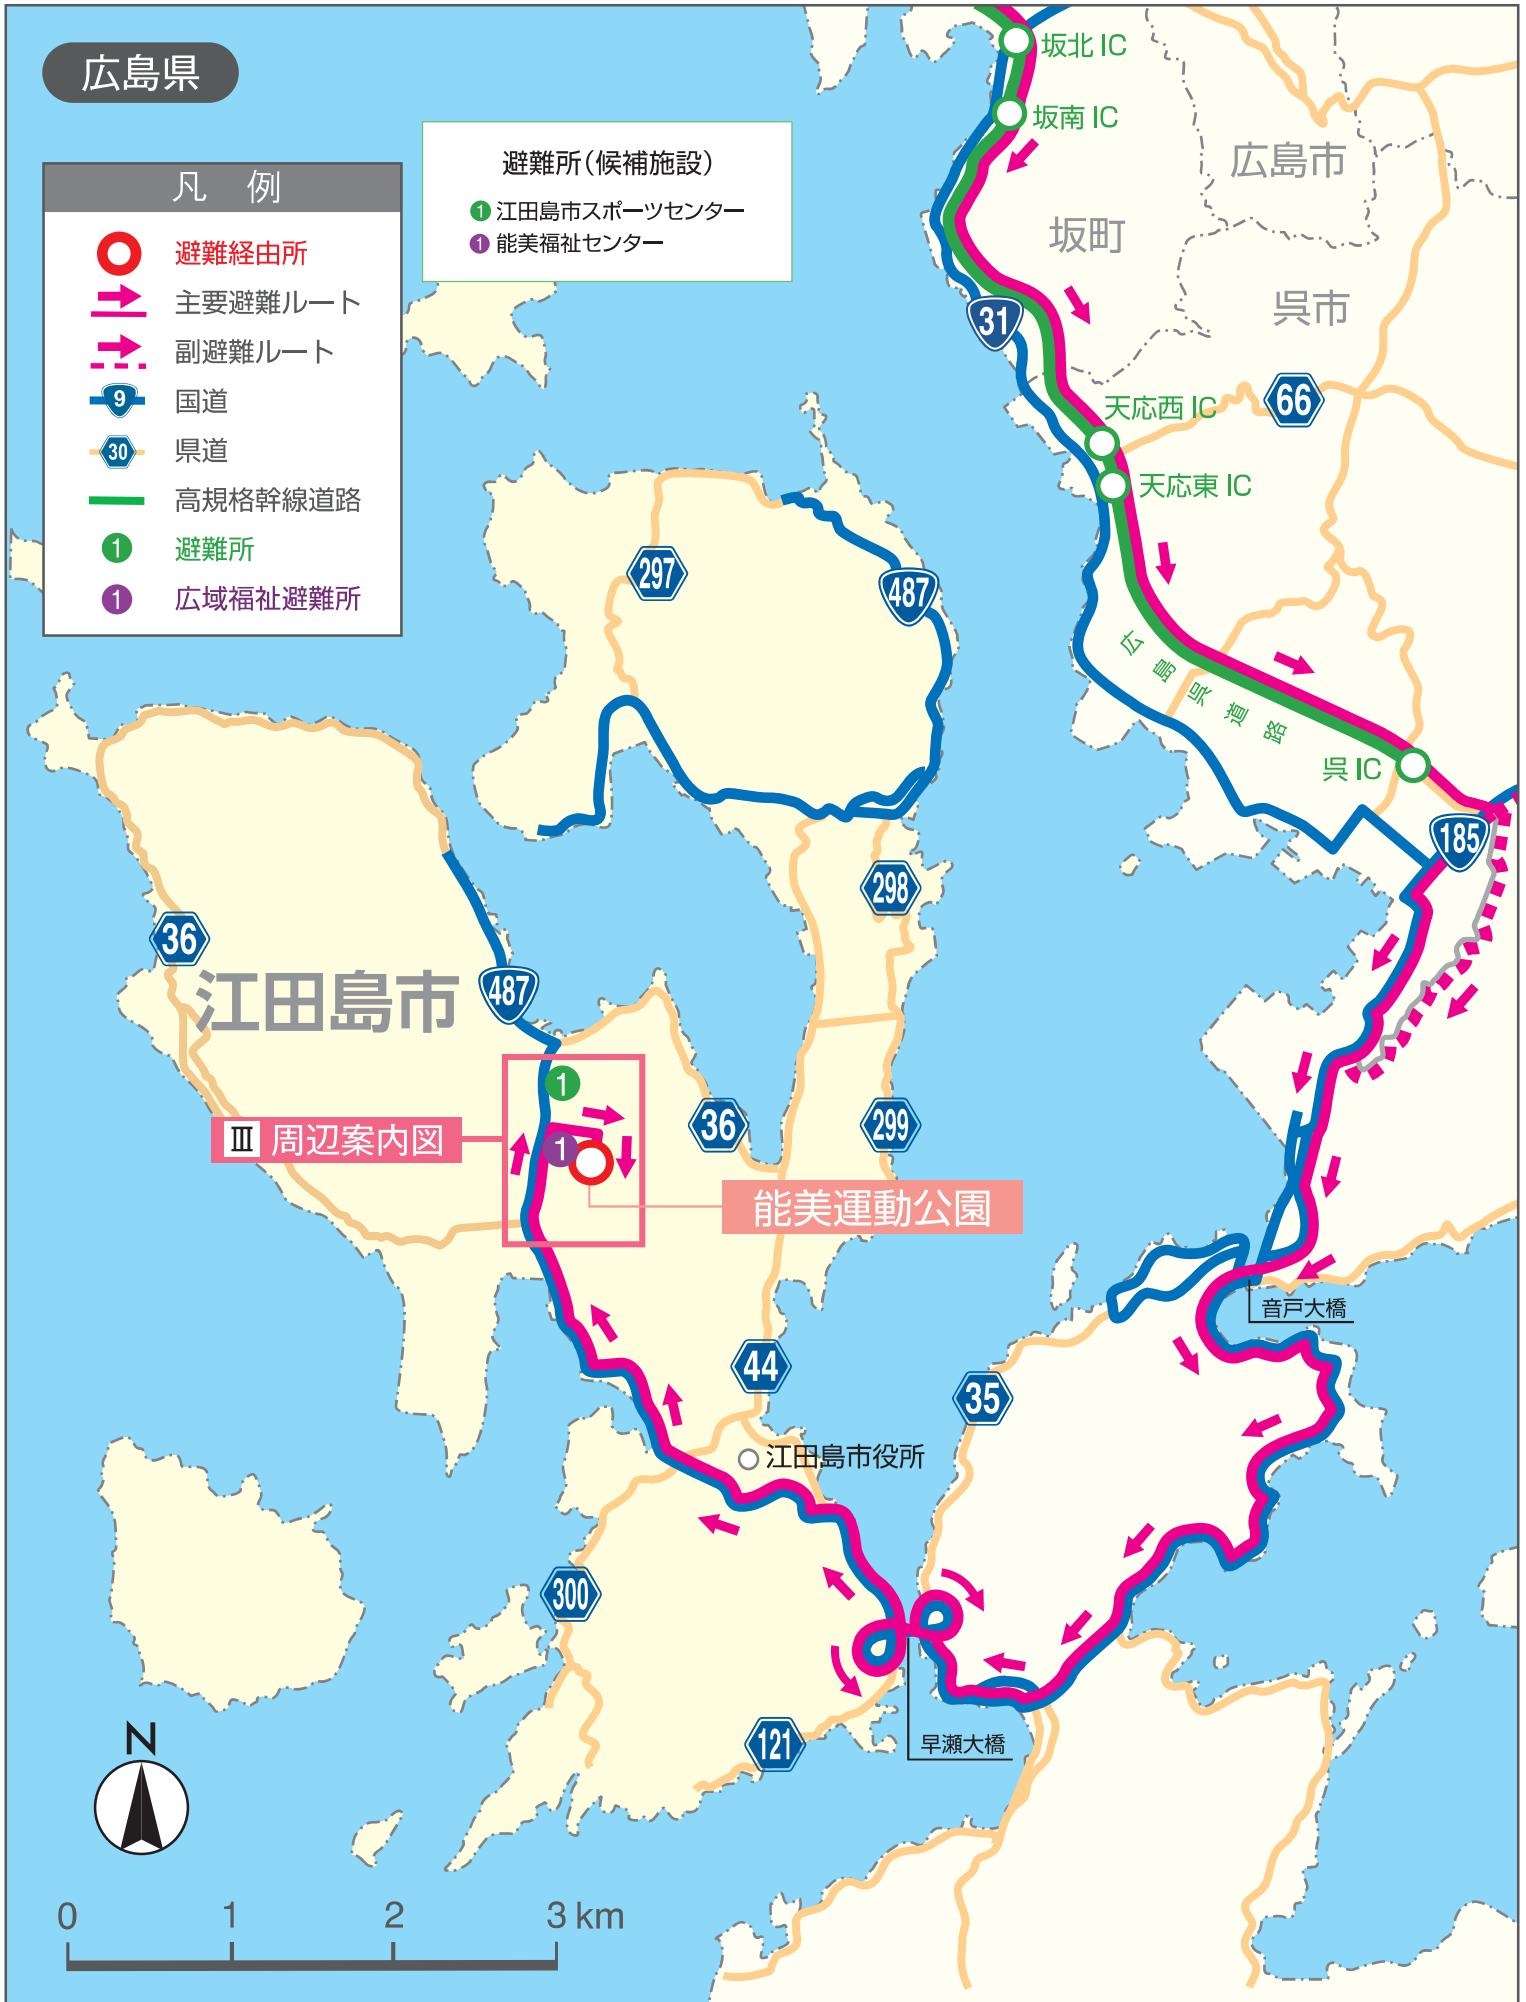 広島県
凡 例
避難経由所
主要避難ルート
副避難ルート
9 国道
30 県道
高規格幹線道路
1 避難所
1 広域福祉避難所
避難所(候補施設)
1 江田島市スポーツセンター
1 能美福祉センター
坂北 IC
坂南 IC
広島市
坂町
呉市
31
66
天応西 IC
天応東 IC
297
487
広島呉道路
呉 IC
185
298
36
江田島市
487
1
36
299
Ⅲ 周辺案内図
1
能美運動公園
音戸大橋
44
35
江田島市役所
300
121
早瀬大橋
N
0 1 2 3 km